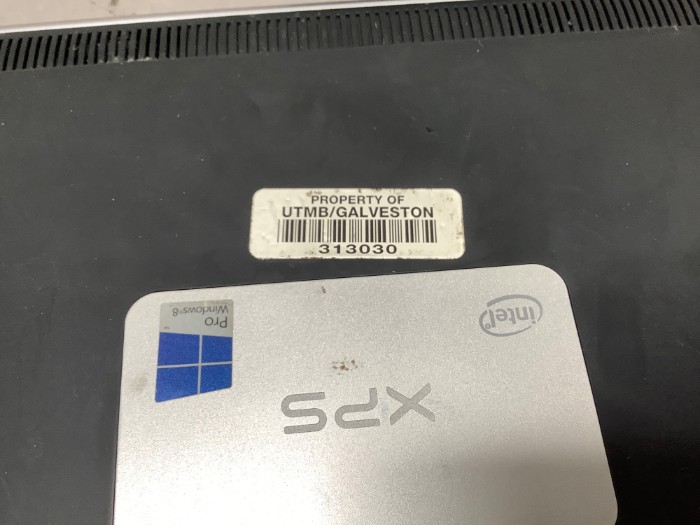 PROPERTY OF
UTMB/GALVESTON
313030
intel
Windows 8
Pro
XPS